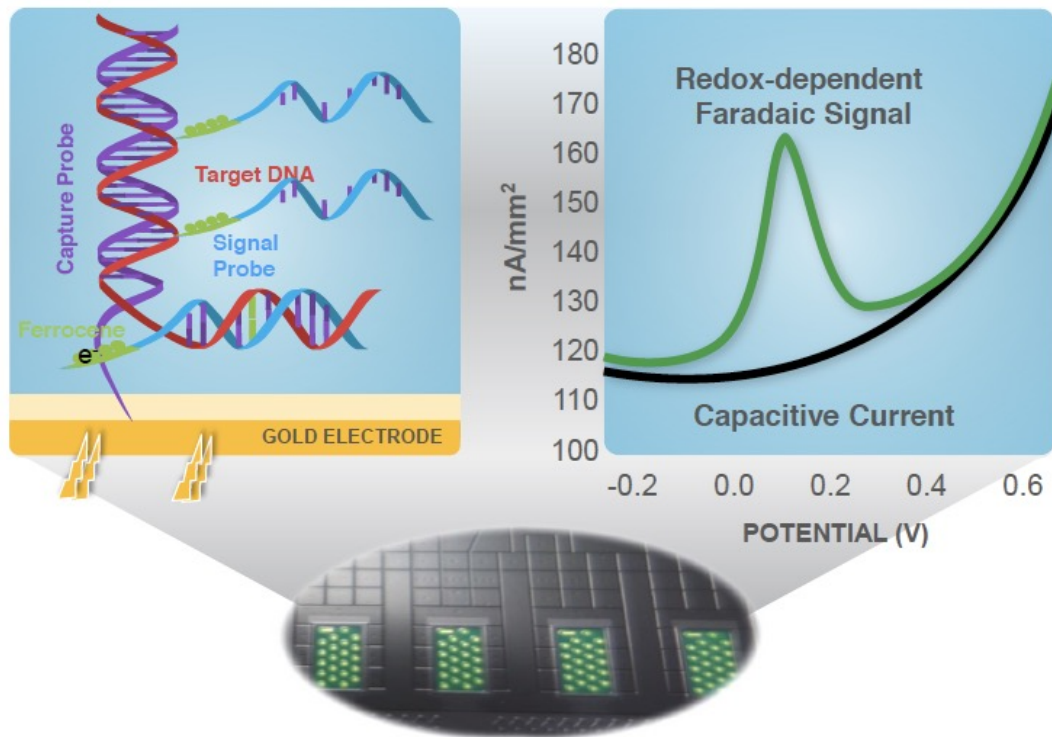 Capture Probe
Target DNA
Signal
Probe
Ferrocene
e-
GOLD ELECTRODE
180
170
160
150
140
130
120
110
100
nA/mm²
Redox-dependent
Faradaic Signal
Capacitive Current
-0.2 0.0 0.2 0.4 0.6
POTENTIAL (V)